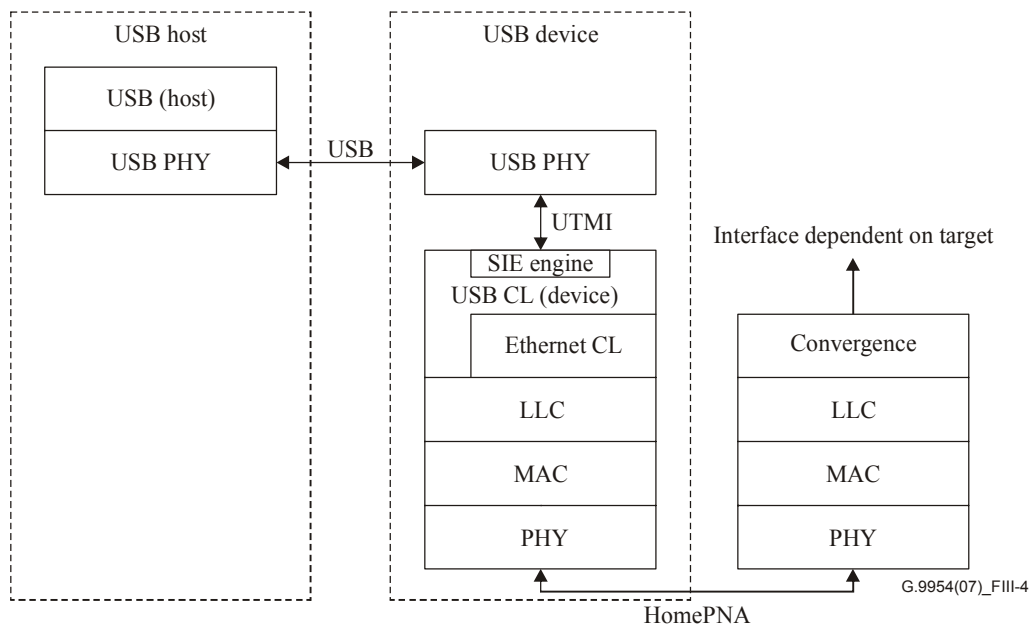 USB host
USB device
USB (host)
USB PHY
USB
USB PHY
UTMI
Interface dependent on target
SIE engine
USB CL (device)
Ethernet CL
Convergence
LLC
LLC
MAC
MAC
PHY
PHY
G.9954(07)_FIII-4
HomePNA